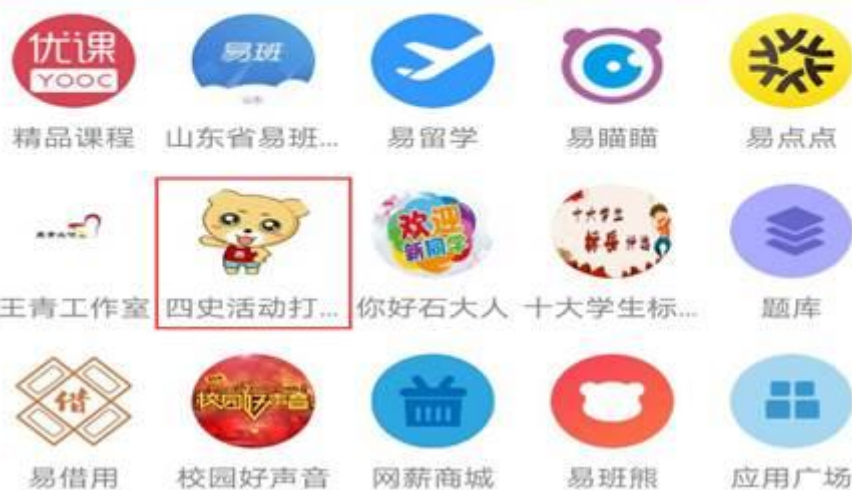 优课
YOOC
易班
精品课程 山东省易班... 易留学 易瞄瞄 易点点
欢迎
新同学
十大学生
标兵评选
王青工作室 四史活动打... 你好石大人 十大学生标... 题库
借
校园好声音
易借用 校园好声音 网薪商城 易班熊 应用广场